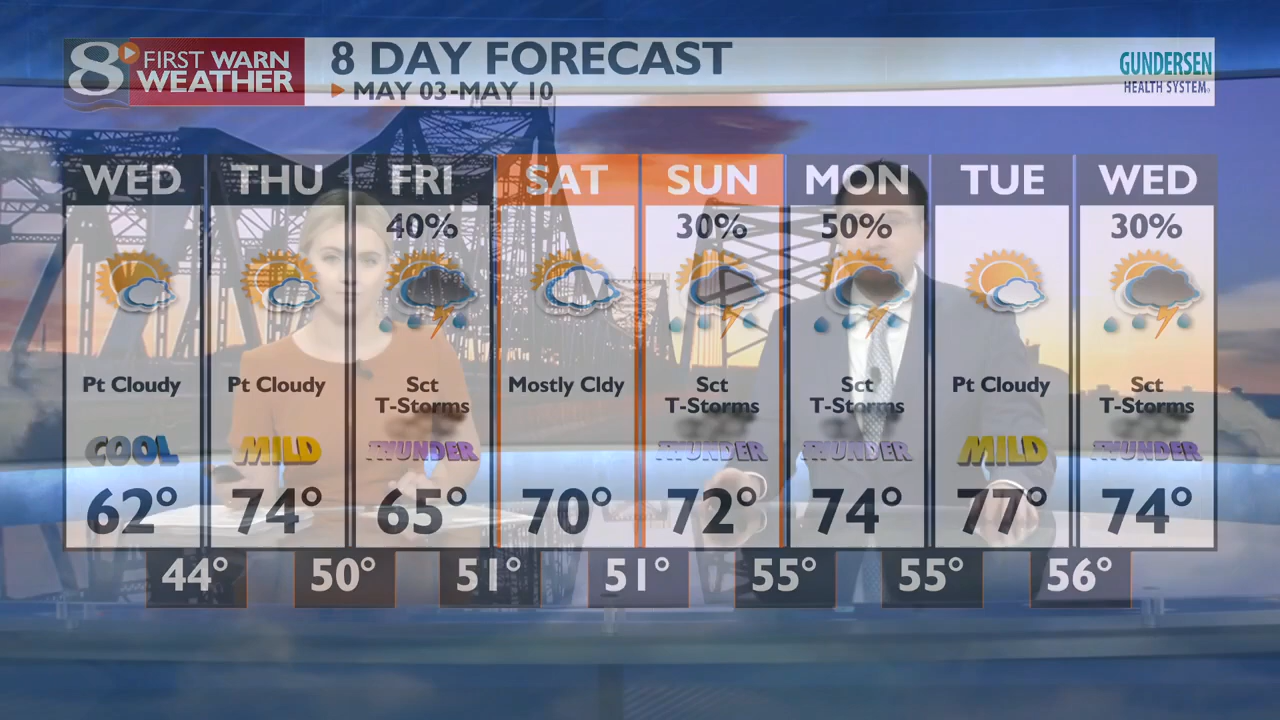 8 FIRST WARN
WEATHER
8 DAY FORECAST
MAY 03-MAY 10
GUNDERSEN
HEALTH SYSTEM
WED THU FRI SAT SUN MON TUE WED
40% 30% 50% 30%
Pt Cloudy Pt Cloudy Sct Mostly Cldy Sct Sct Pt Cloudy Sct
T-Storms T-Storms T-Storms T-Storms
COOL MILD THUNDER THUNDER THUNDER MILD THUNDER
62° 74° 65° 70° 72° 74° 77° 74°
44° 50° 51° 51° 55° 55° 56°